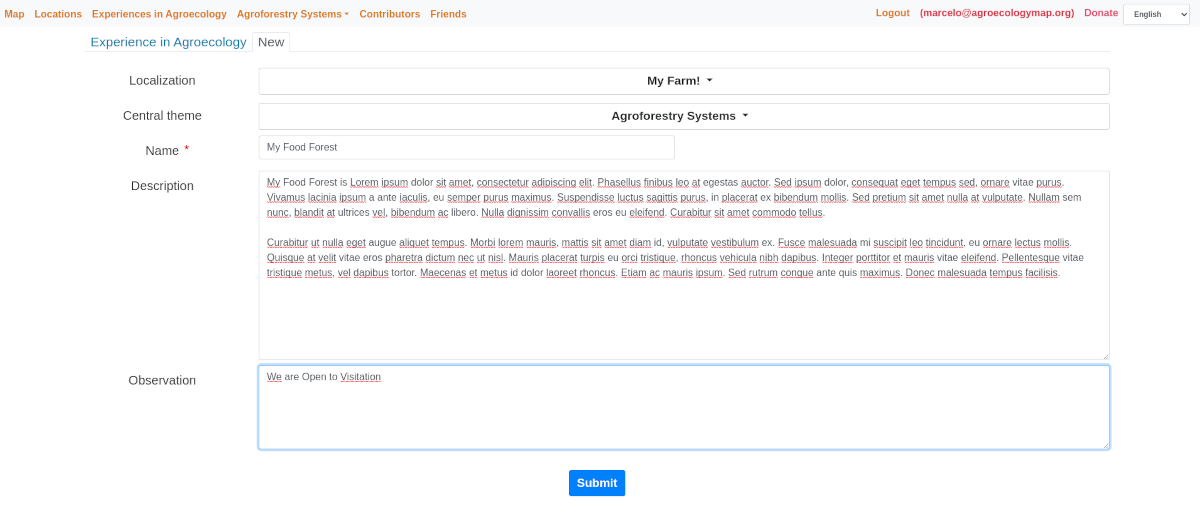 Map Locations Experiences in Agroecology Agroforestry Systems Contributors Friends Logout (marcelo@agroecologymap.org) Donate English
Experience in Agroecology New
Localization My Farm!
Central theme Agroforestry Systems
Name * My Food Forest
Description
My Food Forest is Lorem ipsum dolor sit amet, consectetur adipiscing elit. Phasellus finibus leo at egestas auctor. Sed ipsum dolor, consequat eget tempus sed, ornare vitae purus.
Vivamus lacinia ipsum a ante iaculis, eu semper purus maximus. Suspendisse luctus sagittis purus, in placerat ex bibendum mollis. Sed pretium sit amet nulla at vulputate. Nullam sem
nunc, blandit at ultrices vel, bibendum ac libero. Nulla dignissim convallis eros eu eleifend. Curabitur sit amet commodo tellus.
Curabitur ut nulla eget augue aliquet tempus. Morbi lorem mauris, mattis sit amet diam id, vulputate vestibulum ex. Fusce malesuada mi suscipit leo tincidunt, eu ornare lectus mollis.
Quisque at velit vitae eros pharetra dictum nec ut nisl. Mauris placerat turpis eu orci tristique, rhoncus vehicula nibh dapibus. Integer porttitor et mauris vitae eleifend. Pellentesque vitae
tristique metus, vel dapibus tortor. Maecenas et metus id dolor laoreet rhoncus. Etiam ac mauris ipsum. Sed rutrum congue ante quis maximus. Donec malesuada tempus facilisis.
Observation
We are Open to Visitation
Submit